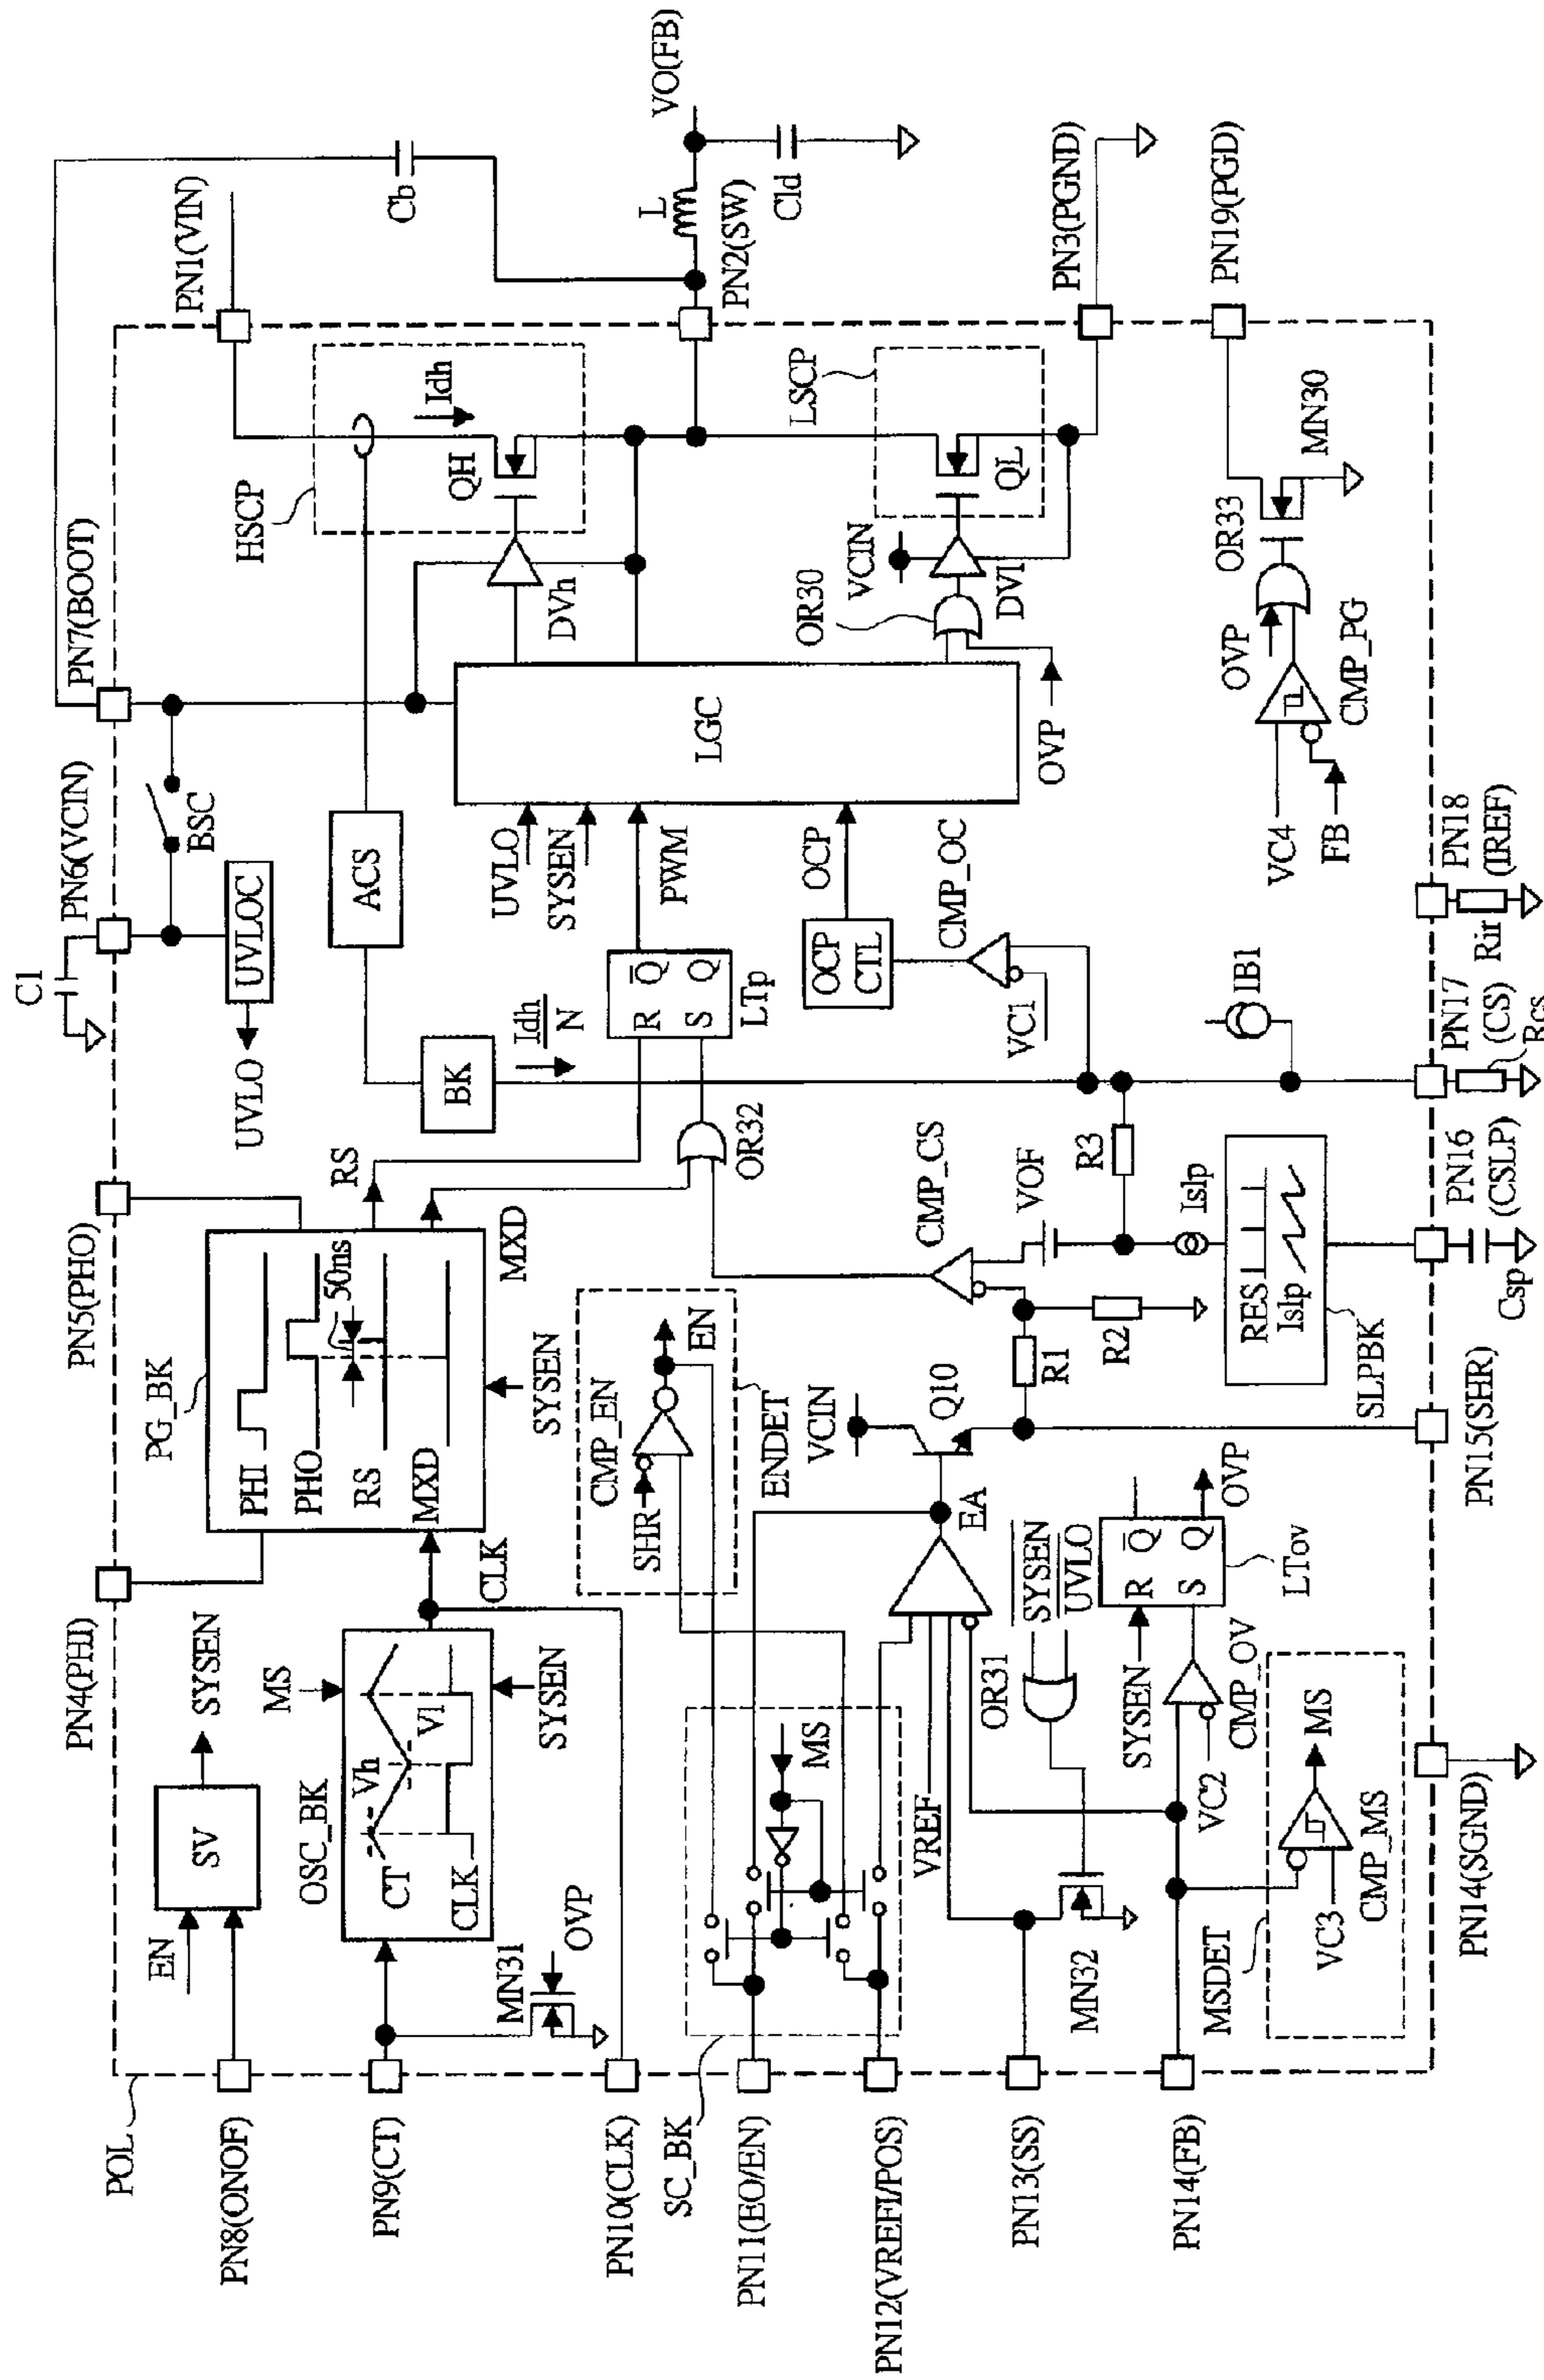 C1
PN4(PHI)
PN5(PHO)
PN6(VCIN)
PN7(BOOT)
POL
PN8(ONOF)
EN
SV
SYSEN
PG_BK
PHI
PHO
RS
MXD
50ns
RS
MXD
SYSEN
UVLO
UVLOC
BSC
ACS
HSCP
PN1(VIN)
Cb
Idh
QH
DVh
MS
OSC_BK
CT
Vh
Vl
CLK
SYSEN
CLK
PN9(CT)
MN31
OVP
PN10(CLK)
BK
Idh
N
R Q
S Q
LTp
OR32
UVLO
SYSEN
PWM
LGC
L
VO(FB)
PN2(SW)
Cld
CMP_EN
SHR
EN
ENDET
SC_BK
MS
PN11(EO/EN)
PN12(VREFI/POS)
VREF
EA
VCIN
Q10
CMP_CS
VOF
OCP
CTL
OCP
CMP_OC
VC1
OR30
OVP
VCIN
DVl
QL
LSCP
PN3(PGND)
R1
R2
R3
Islp
IB1
SYSEN
UVLO
OR31
MN32
PN13(SS)
SYSEN
R Q
S Q
OVP
LTov
CMP_OV
VC2
PN14(FB)
MSDET
VC3
MS
CMP_MS
RES
Islp
SLPBK
VC4
FB
OVP
CMP_PG
OR33
MN30
PN19(PGD)
PN14(SGND)
PN15(SHR)
PN16
(CSLP)
Csp
PN17
(CS)
Rcs
PN18
(IREF)
Rir